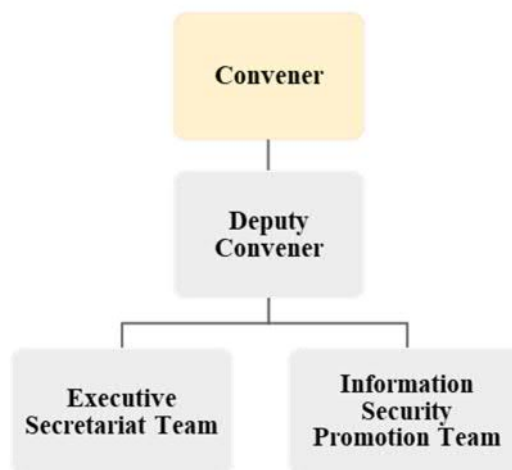 Convener
Deputy
Convener
Executive
Secretariat Team
Information
Security
Promotion Team